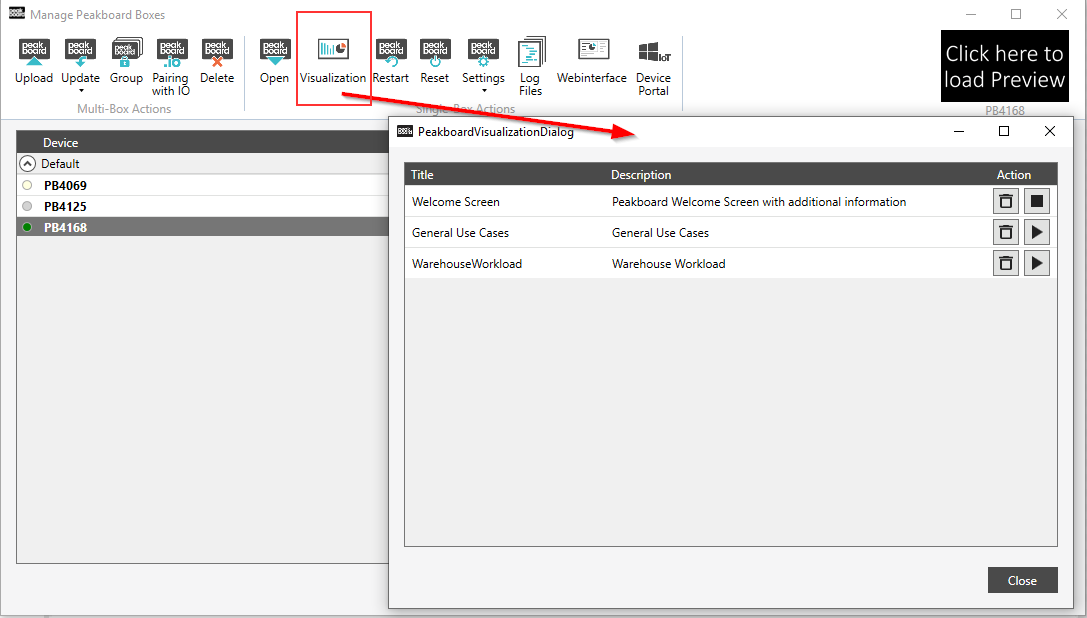 peak board Manage Peakboard Boxes
Upload Update Group Pairing with IO Delete Open Visualization Restart Reset Settings Log Files Webinterface IoT Device Portal
Multi-Box Actions Single-Box Actions
Click here to
load Preview
PB4168
Device
Default
PB4069
PB4125
PB4168
PeakboardVisualizationDialog
Title Description Action
Welcome Screen Peakboard Welcome Screen with additional information
General Use Cases General Use Cases
WarehouseWorkload Warehouse Workload
Close